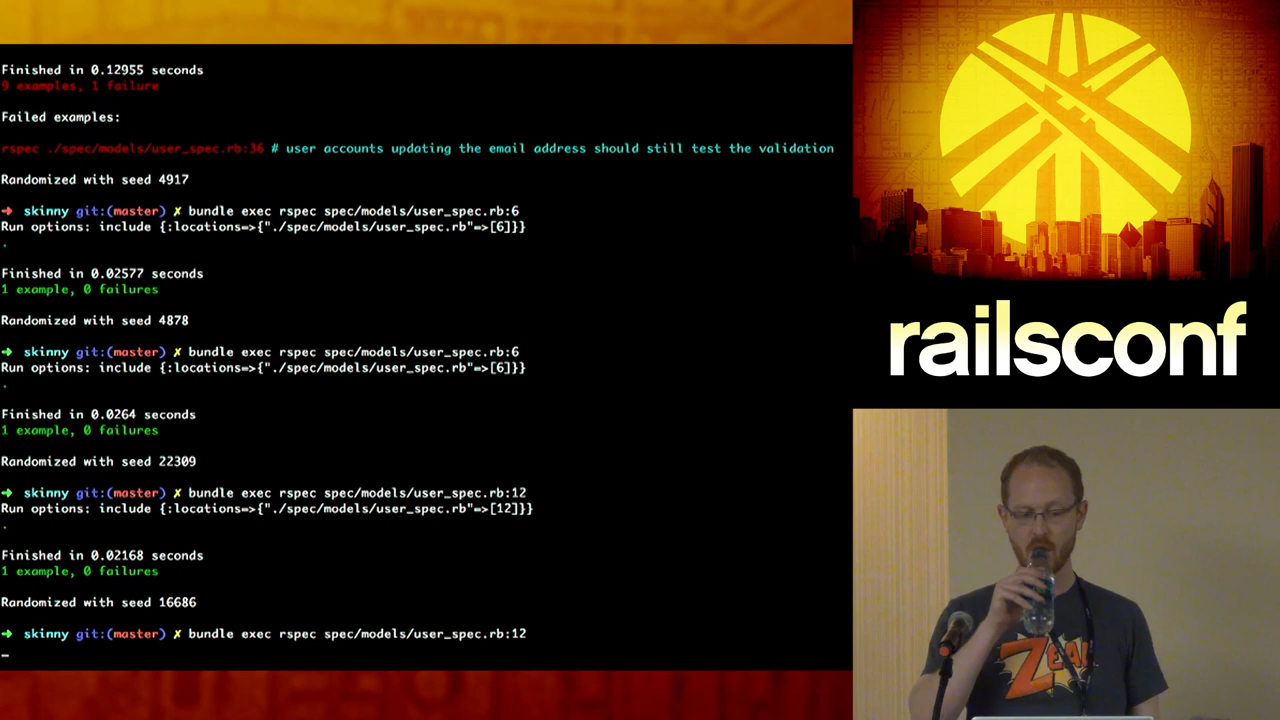 Finished in 0.12955 seconds
9 examples, 1 failure
Failed examples:
rspec ./spec/models/user_spec.rb:36 # user accounts updating the email address should still test the validation
Randomized with seed 4917
➜ skinny git:(master) ✗ bundle exec rspec spec/models/user_spec.rb:6
Run options: include {:locations=>{"./spec/models/user_spec.rb"=>[6]}}
.
Finished in 0.02577 seconds
1 example, 0 failures
Randomized with seed 4878
➜ skinny git:(master) ✗ bundle exec rspec spec/models/user_spec.rb:6
Run options: include {:locations=>{"./spec/models/user_spec.rb"=>[6]}}
.
Finished in 0.0264 seconds
1 example, 0 failures
Randomized with seed 22309
➜ skinny git:(master) ✗ bundle exec rspec spec/models/user_spec.rb:12
Run options: include {:locations=>{"./spec/models/user_spec.rb"=>[12]}}
.
Finished in 0.02168 seconds
1 example, 0 failures
Randomized with seed 16686
➜ skinny git:(master) ✗ bundle exec rspec spec/models/user_spec.rb:12
railsconf
ZEAL